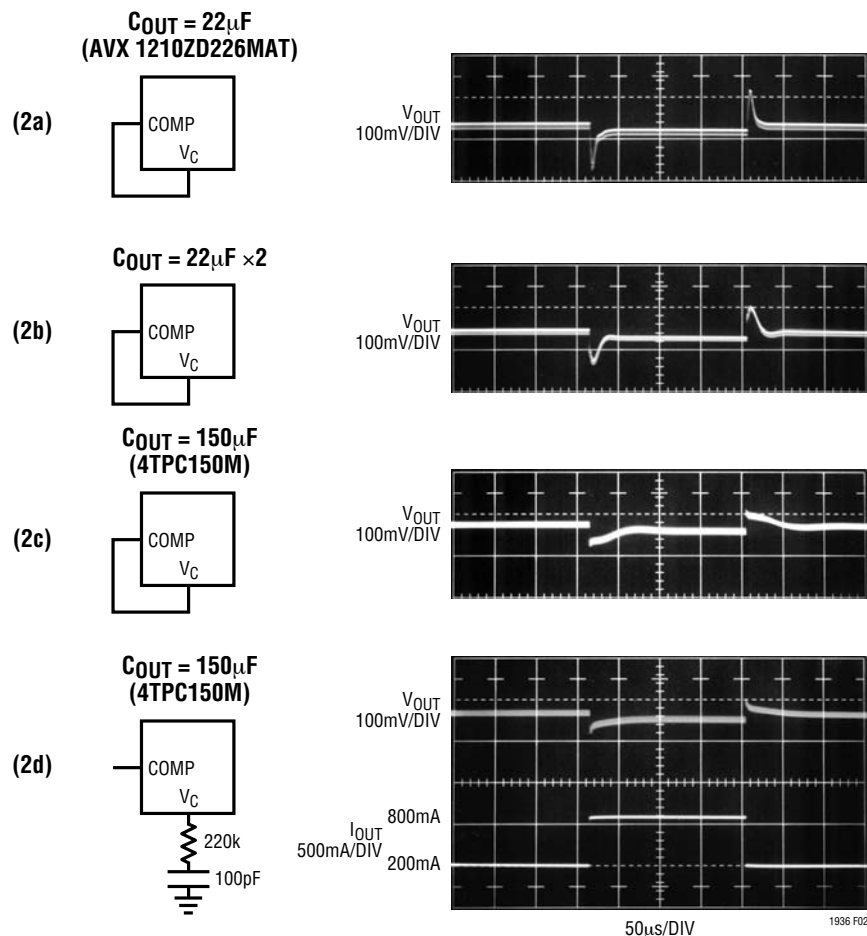 COUT = 22μF
(AVX 1210ZD226MAT)
(2a)
COMP
VC
VOUT
100mV/DIV
COUT = 22μF ×2
(2b)
COMP
VC
VOUT
100mV/DIV
COUT = 150μF
(4TPC150M)
(2c)
COMP
VC
VOUT
100mV/DIV
COUT = 150μF
(4TPC150M)
(2d)
COMP
VC
220k
100pF
VOUT
100mV/DIV
800mA
IOUT
500mA/DIV
200mA
50μs/DIV
1936 F02